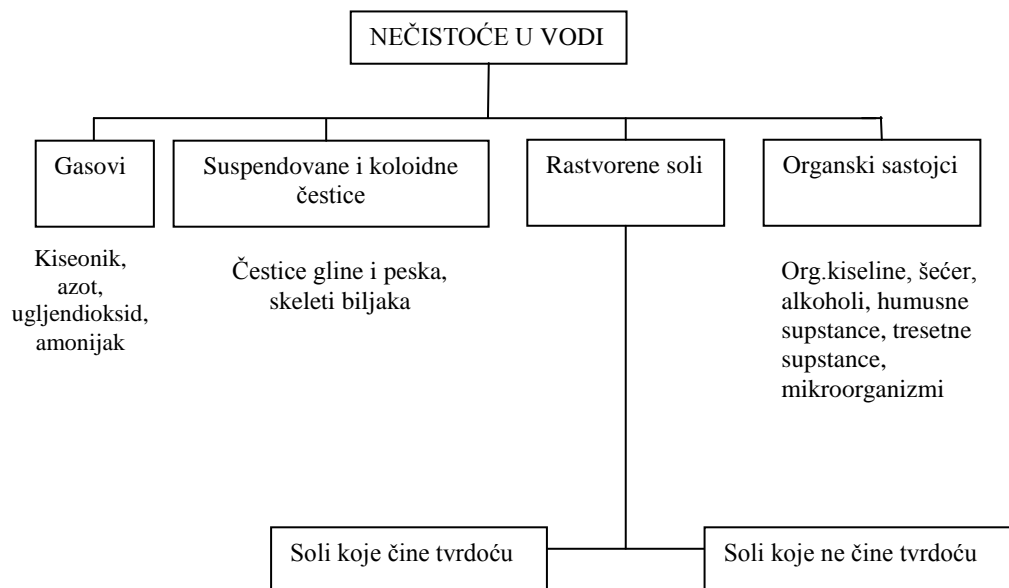 NEČISTOĆE U VODI
Gasovi
Suspendovane i koloidne
čestice
Rastvorene soli
Organski sastojci
Kiseonik,
azot,
ugljendioksid,
amonijak
Čestice gline i peska,
skeleti biljaka
Org.kiseline, šećer,
alkoholi, humusne
supstance, tresetne
supstance,
mikroorganizmi
Soli koje čine tvrdoću
Soli koje ne čine tvrdoću